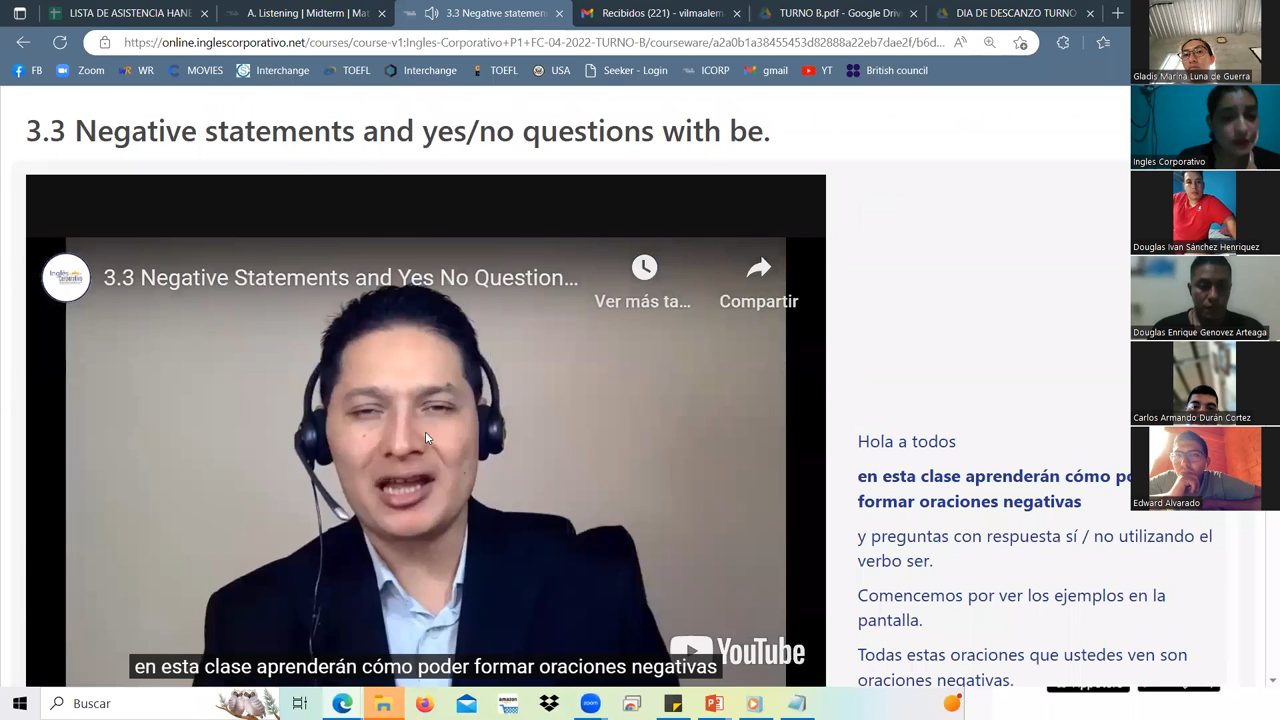 LISTA DE ASISTENCIA HANE
A. Listening | Midterm | Ma
3.3 Negative statemen
Recibidos (221) - vilmaalem
TURNO B.pdf - Google Driv
DIA DE DESCANZO TURNO
https://online.inglescorporativo.net/courses/course-v1:Ingles-Corporativo+P1+FC-04-2022-TURNO-B/courseware/a2a0b1a38455453d82888a22eb7dae2f/b6d...
FB
Zoom
WR
MOVIES
Interchange
TOEFL
Interchange
TOEFL
USA
Seeker - Login
ICORP
gmail
YT
British council
3.3 Negative statements and yes/no questions with be.
3.3 Negative Statements and Yes No Question...
Ver más ta...
Compartir
en esta clase aprenderán cómo poder formar oraciones negativas
YouTube
Hola a todos
en esta clase aprenderán cómo po
formar oraciones negativas
y preguntas con respuesta sí / no utilizando el
verbo ser.
Comencemos por ver los ejemplos en la
pantalla.
Todas estas oraciones que ustedes ven son
oraciones negativas.
Gladis Marina Luna de Guerra
Ingles Corporativo
Douglas Ivan Sánchez Henriquez
Douglas Enrique Genovez Arteaga
Carlos Armando Durán Cortez
Edward Alvarado
Buscar